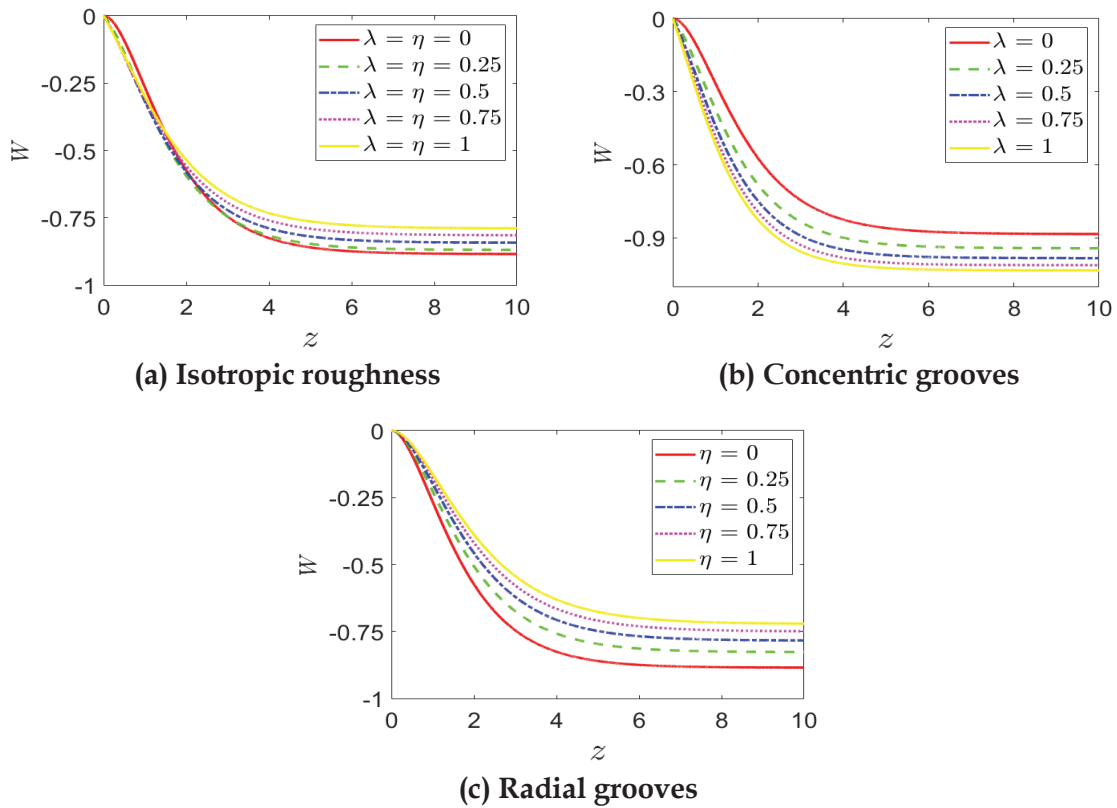 0
-0.25
-0.5
-0.75
-1
W
0 2 4 6 8 10
z
λ = η = 0
λ = η = 0.25
λ = η = 0.5
λ = η = 0.75
λ = η = 1
(a) Isotropic roughness
0
-0.3
-0.6
-0.9
W
0 2 4 6 8 10
z
λ = 0
λ = 0.25
λ = 0.5
λ = 0.75
λ = 1
(b) Concentric grooves
0
-0.25
-0.5
-0.75
-1
W
0 2 4 6 8 10
z
η = 0
η = 0.25
η = 0.5
η = 0.75
η = 1
(c) Radial grooves